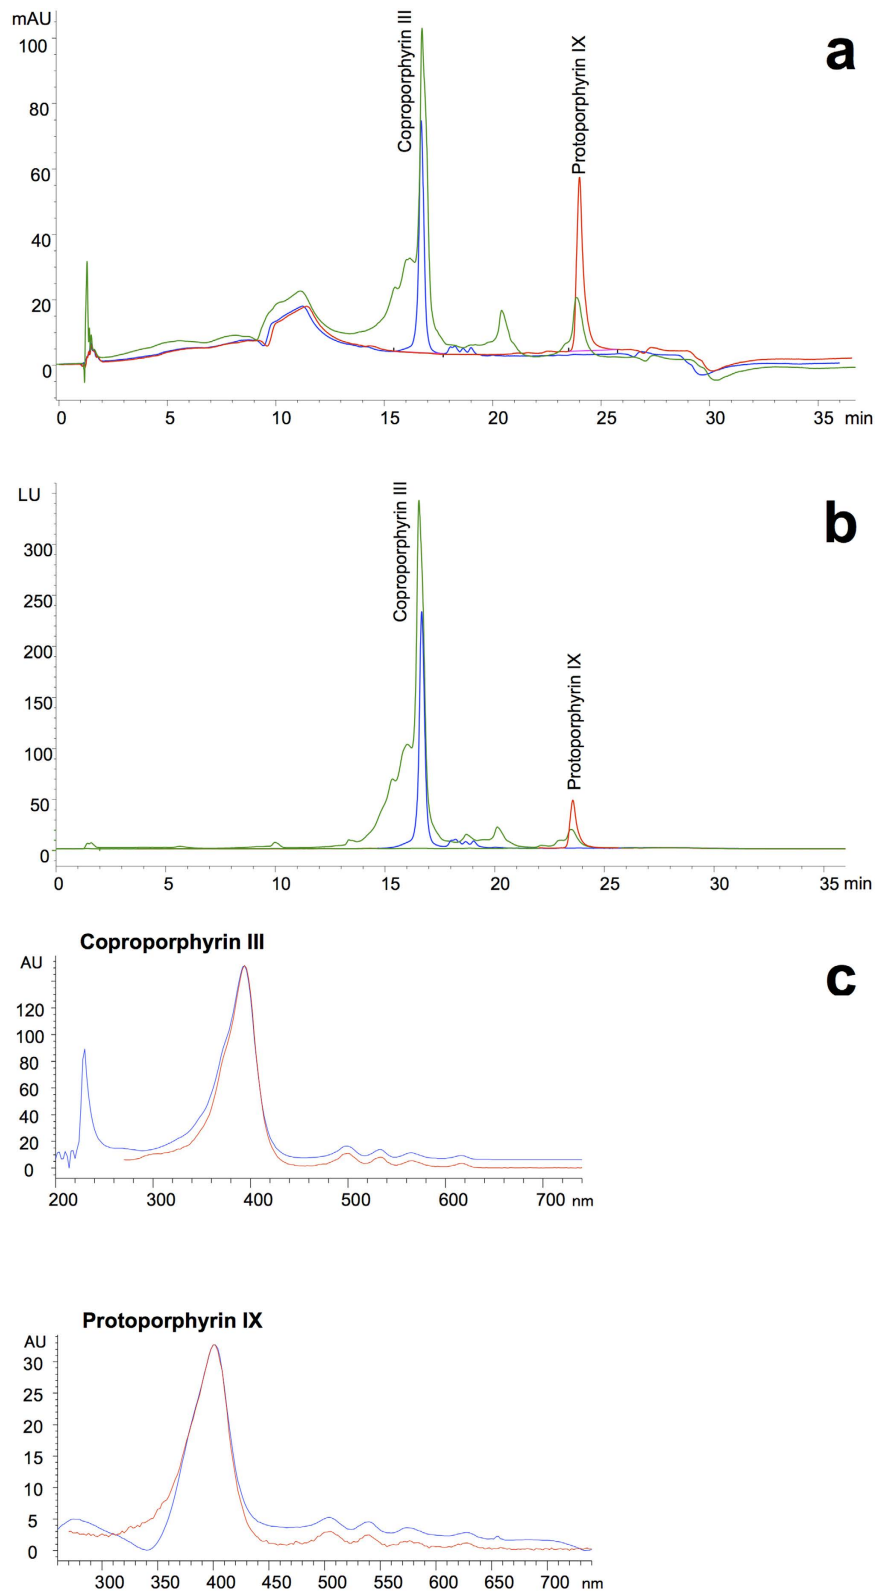 mAU
a
Coproporphyrin III
Protoporphyrin IX
100
80
60
40
20
0
0 5 10 15 20 25 30 35 min
LU
b
Coproporphyrin III
Protoporphyrin IX
300
250
200
150
100
50
0
0 5 10 15 20 25 30 35 min
Coproporphyrin III
c
AU
120
100
80
60
40
20
0
200 300 400 500 600 700 nm
Protoporphyrin IX
AU
30
25
20
15
10
5
0
300 350 400 450 500 550 600 650 700 nm